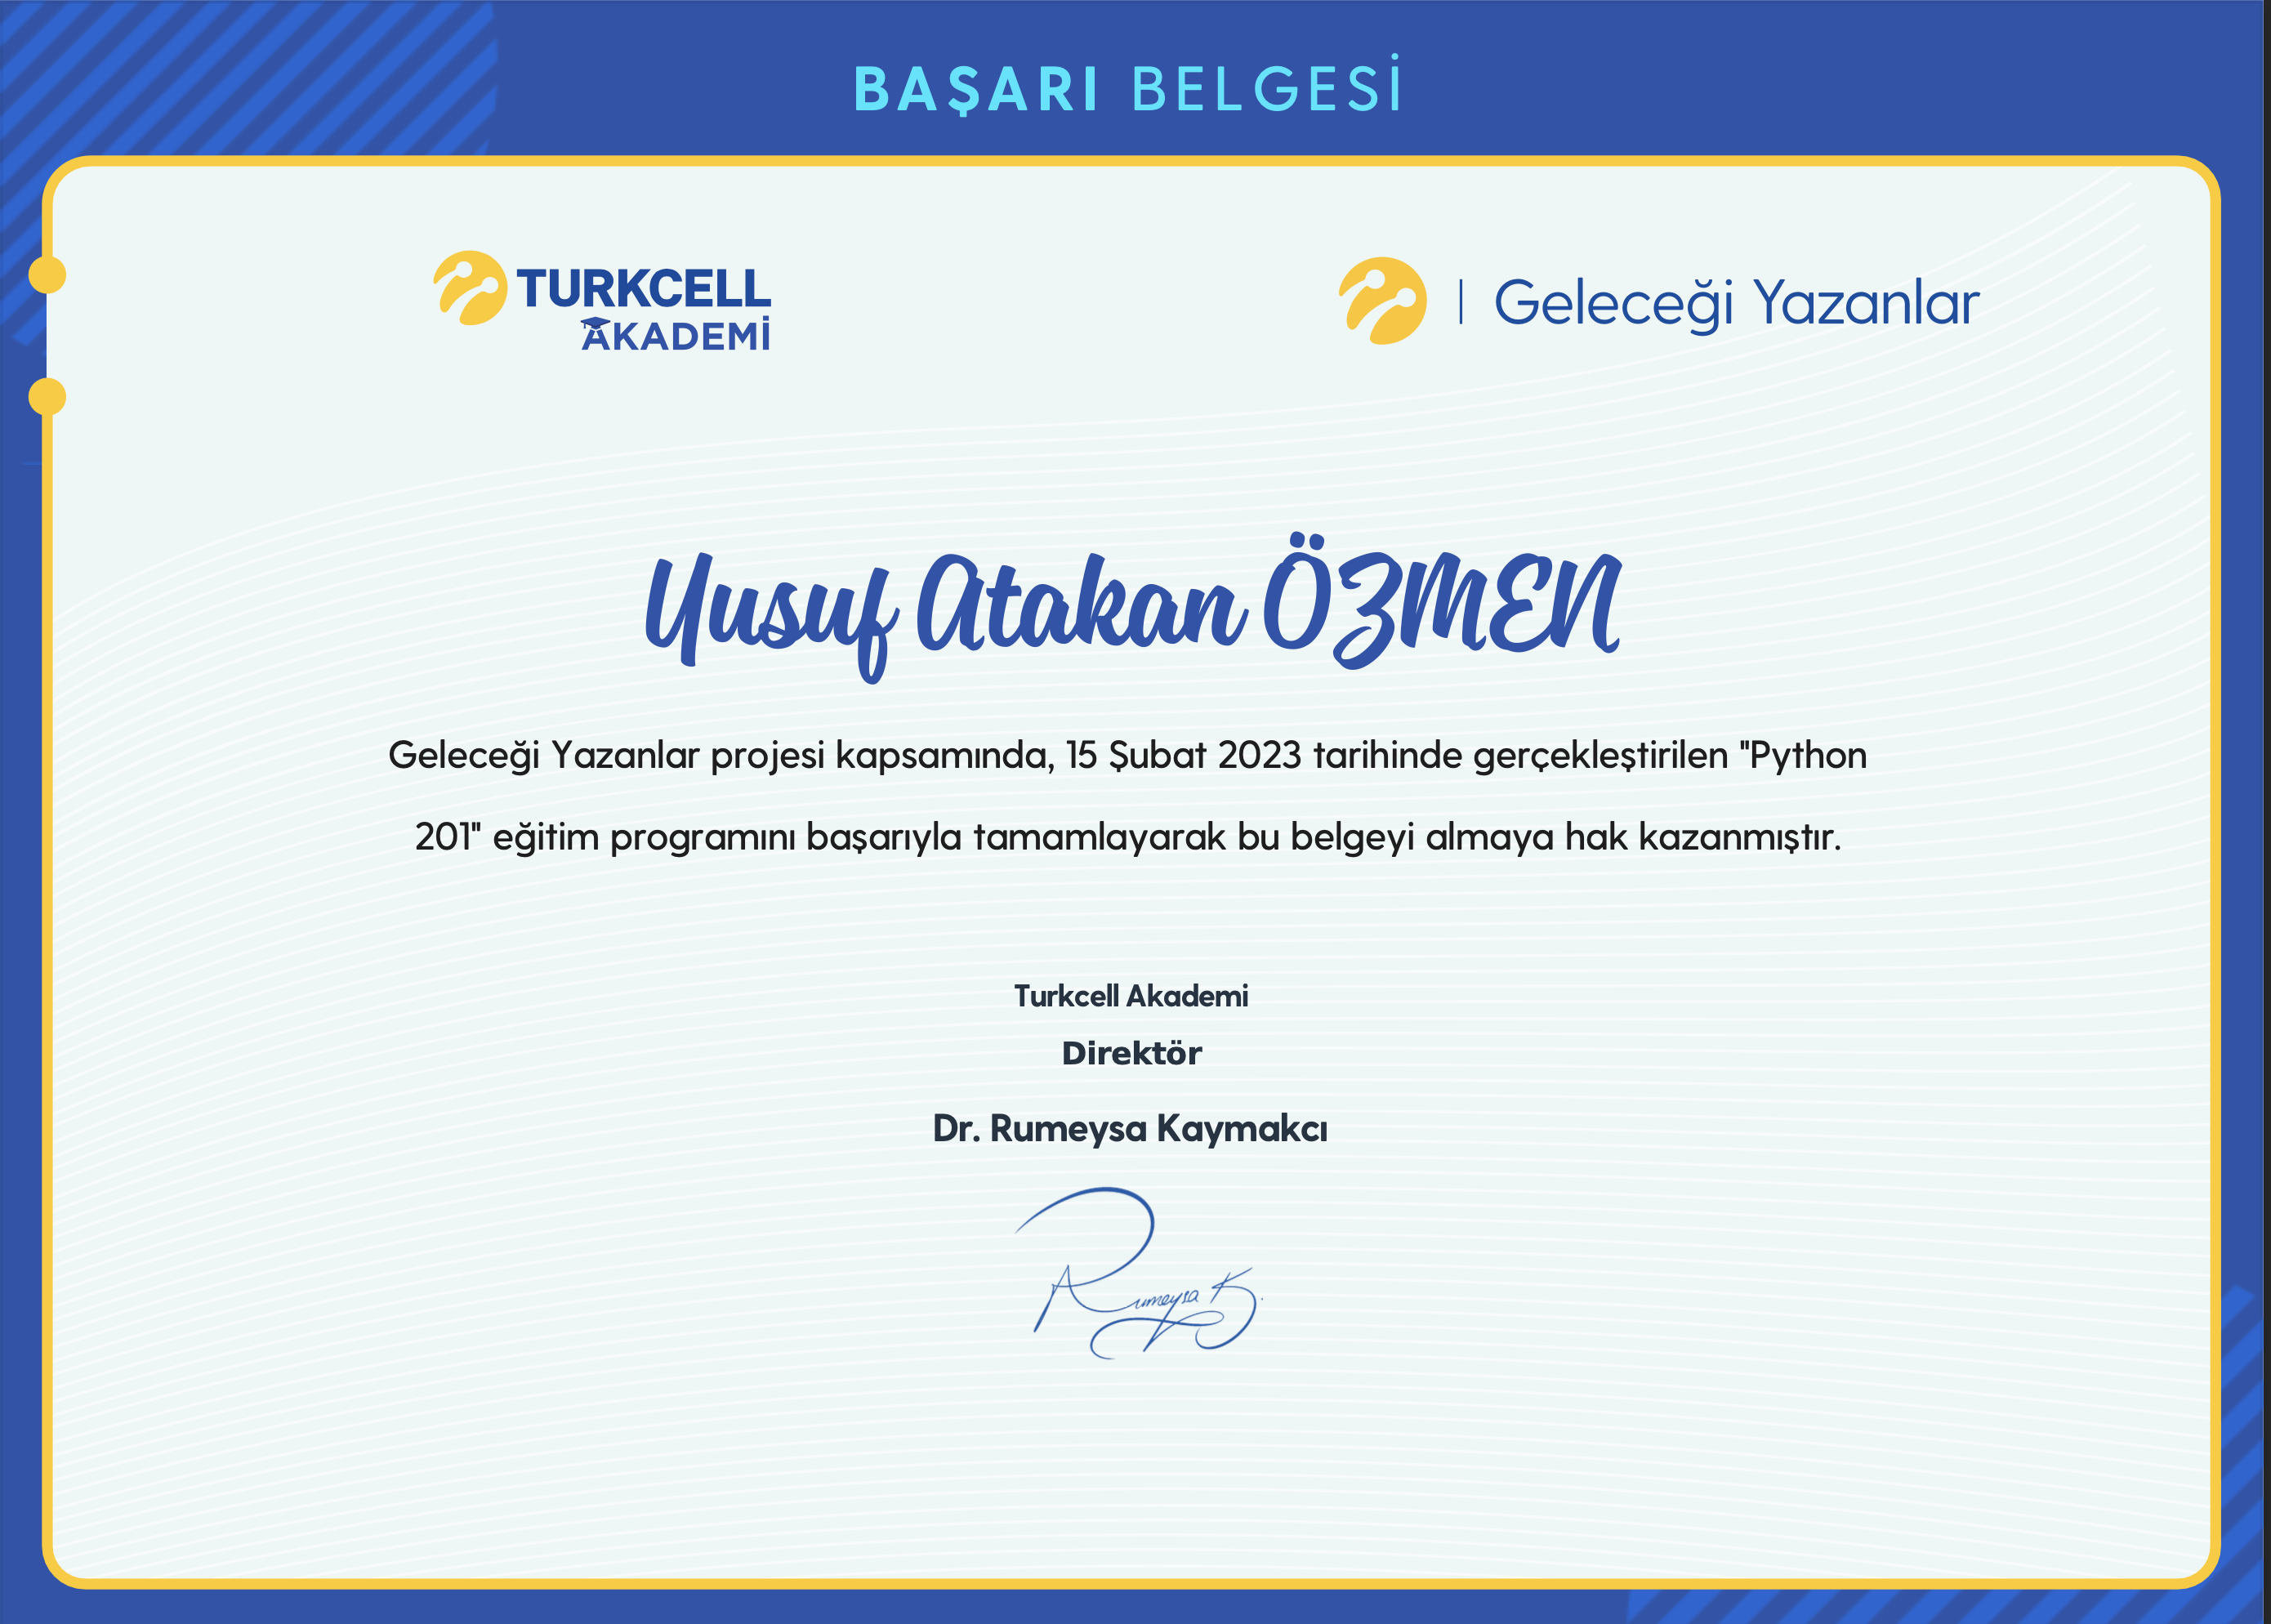 BAŞARI BELGESİ
TURKCELL
AKADEMİ
Geleceği Yazanlar
Yusuf Atakan ÖZMEN
Geleceği Yazanlar projesi kapsamında, 15 Şubat 2023 tarihinde gerçekleştirilen "Python
201" eğitim programını başarıyla tamamlayarak bu belgeyi almaya hak kazanmıştır.
Turkcell Akademi
Direktör
Dr. Rumeysa Kaymakcı
Rumeysa K.